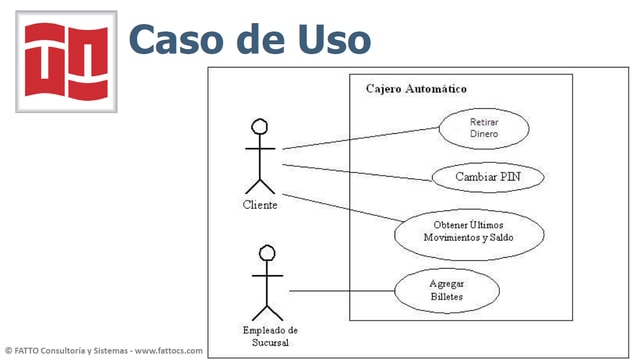 Caso de Uso
Cajero Automático
Retirar
Dinero
Cambiar PIN
Cliente
Obtener Últimos
Movimientos y Saldo
Agregar
Billetes
Empleado de
Sucursal
© FATTO Consultoría y Sistemas - www.fattocs.com